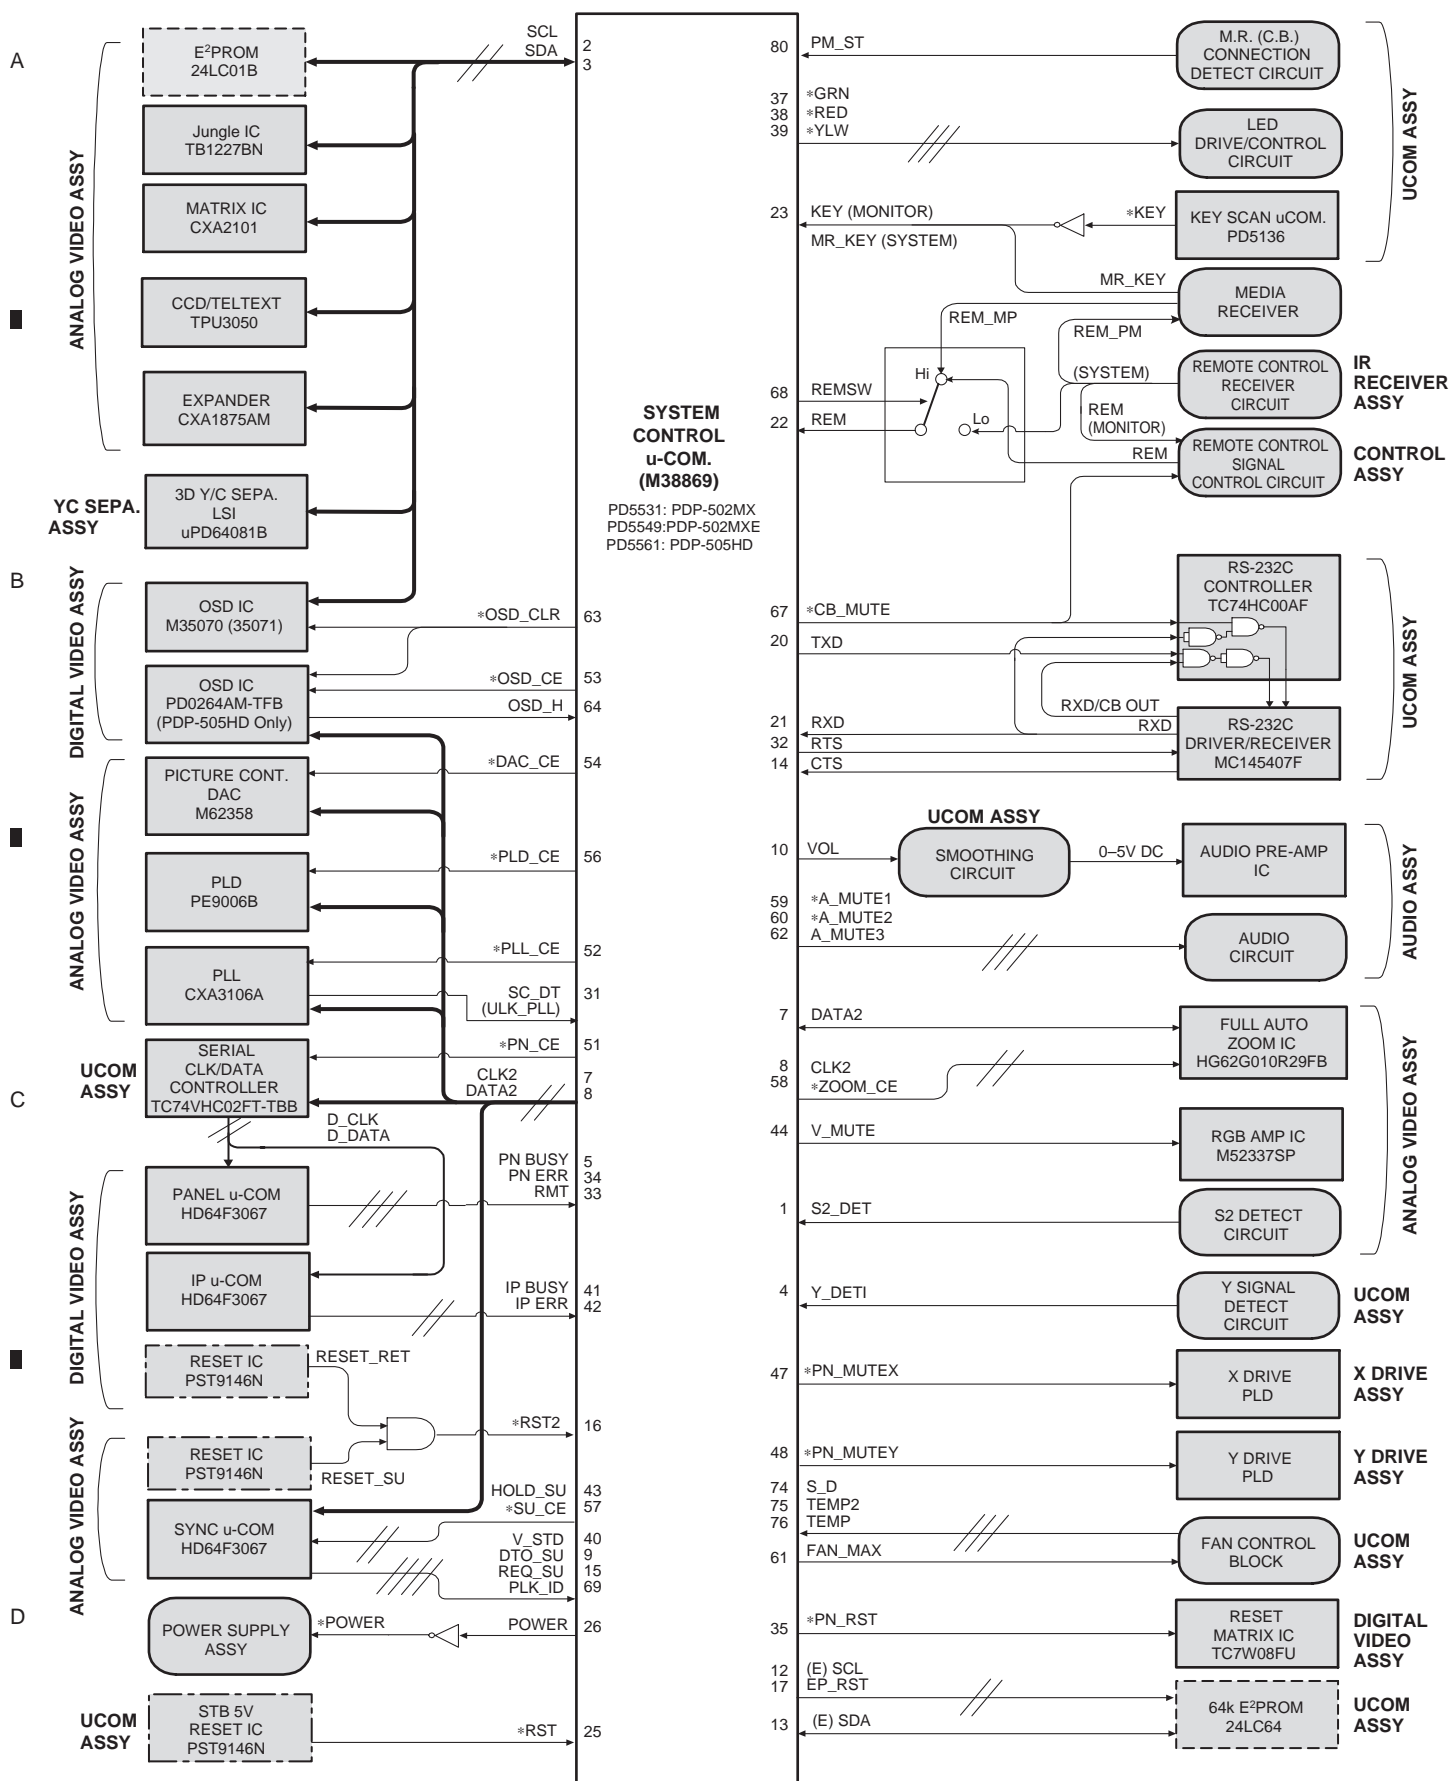 A
B
C
D
ANALOG VIDEO ASSY
E²PROM
24LC01B
Jungle IC
TB1227BN
MATRIX IC
CXA2101
CCD/TELTEXT
TPU3050
EXPANDER
CXA1875AM
YC SEPA.
ASSY
3D Y/C SEPA.
LSI
uPD64081B
DIGITAL VIDEO ASSY
OSD IC
M35070 (35071)
OSD IC
PD0264AM-TFB
(PDP-505HD Only)
ANALOG VIDEO ASSY
PICTURE CONT.
DAC
M62358
PLD
PE9006B
PLL
CXA3106A
UCOM
ASSY
SERIAL
CLK/DATA
CONTROLLER
TC74VHC02FT-TBB
D_CLK
D_DATA
DIGITAL VIDEO ASSY
PANEL u-COM
HD64F3067
IP u-COM
HD64F3067
RESET IC
PST9146N
RESET_RET
ANALOG VIDEO ASSY
RESET IC
PST9146N
RESET_SU
SYNC u-COM
HD64F3067
POWER SUPPLY
ASSY
*POWER
UCOM
ASSY
STB 5V
RESET IC
PST9146N
SCL
SDA
2
3
*OSD_CLR 63
*OSD_CE 53
OSD_H 64
*DAC_CE 54
*PLD_CE 56
*PLL_CE 52
SC_DT
(ULK_PLL)
31
*PN_CE 51
CLK2 7
DATA2 8
PN BUSY 5
PN ERR 34
RMT 33
IP BUSY 41
IP ERR 42
*RST2 16
HOLD_SU 43
*SU_CE 57
V_STD 40
DTO_SU 9
REQ_SU 15
PLK_ID 69
POWER 26
*RST 25
SYSTEM
CONTROL
u-COM.
(M38869)
PD5531: PDP-502MX
PD5549:PDP-502MXE
PD5561: PDP-505HD
80 PM_ST
M.R. (C.B.)
CONNECTION
DETECT CIRCUIT
37 *GRN
38 *RED
39 *YLW
LED
DRIVE/CONTROL
CIRCUIT
UCOM ASSY
23 KEY (MONITOR)
MR_KEY (SYSTEM)
*KEY
KEY SCAN uCOM.
PD5136
MR_KEY
MEDIA
RECEIVER
REM_MP
REM_PM
Hi
Lo
68 REMSW
22 REM
(SYSTEM)
REMOTE CONTROL
RECEIVER
CIRCUIT
IR
RECEIVER
ASSY
REM
(MONITOR)
REM
REMOTE CONTROL
SIGNAL
CONTROL CIRCUIT
CONTROL
ASSY
67 *CB_MUTE
20 TXD
RS-232C
CONTROLLER
TC74HC00AF
UCOM ASSY
RXD/CB OUT
RXD
21 RXD
32 RTS
14 CTS
RS-232C
DRIVER/RECEIVER
MC145407F
UCOM ASSY
10 VOL
SMOOTHING
CIRCUIT
0–5V DC
AUDIO PRE-AMP
IC
AUDIO ASSY
59 *A_MUTE1
60 *A_MUTE2
62 A_MUTE3
AUDIO
CIRCUIT
7 DATA2
8 CLK2
58 *ZOOM_CE
FULL AUTO
ZOOM IC
HG62G010R29FB
ANALOG VIDEO ASSY
44 V_MUTE
RGB AMP IC
M52337SP
1 S2_DET
S2 DETECT
CIRCUIT
4 Y_DETI
Y SIGNAL
DETECT
CIRCUIT
UCOM
ASSY
47 *PN_MUTEX
X DRIVE
PLD
X DRIVE
ASSY
48 *PN_MUTEY
Y DRIVE
PLD
Y DRIVE
ASSY
74 S_D
75 TEMP2
76 TEMP
61 FAN_MAX
FAN CONTROL
BLOCK
UCOM
ASSY
35 *PN_RST
RESET
MATRIX IC
TC7W08FU
DIGITAL
VIDEO
ASSY
12 (E) SCL
17 EP_RST
13 (E) SDA
64k E²PROM
24LC64
UCOM
ASSY